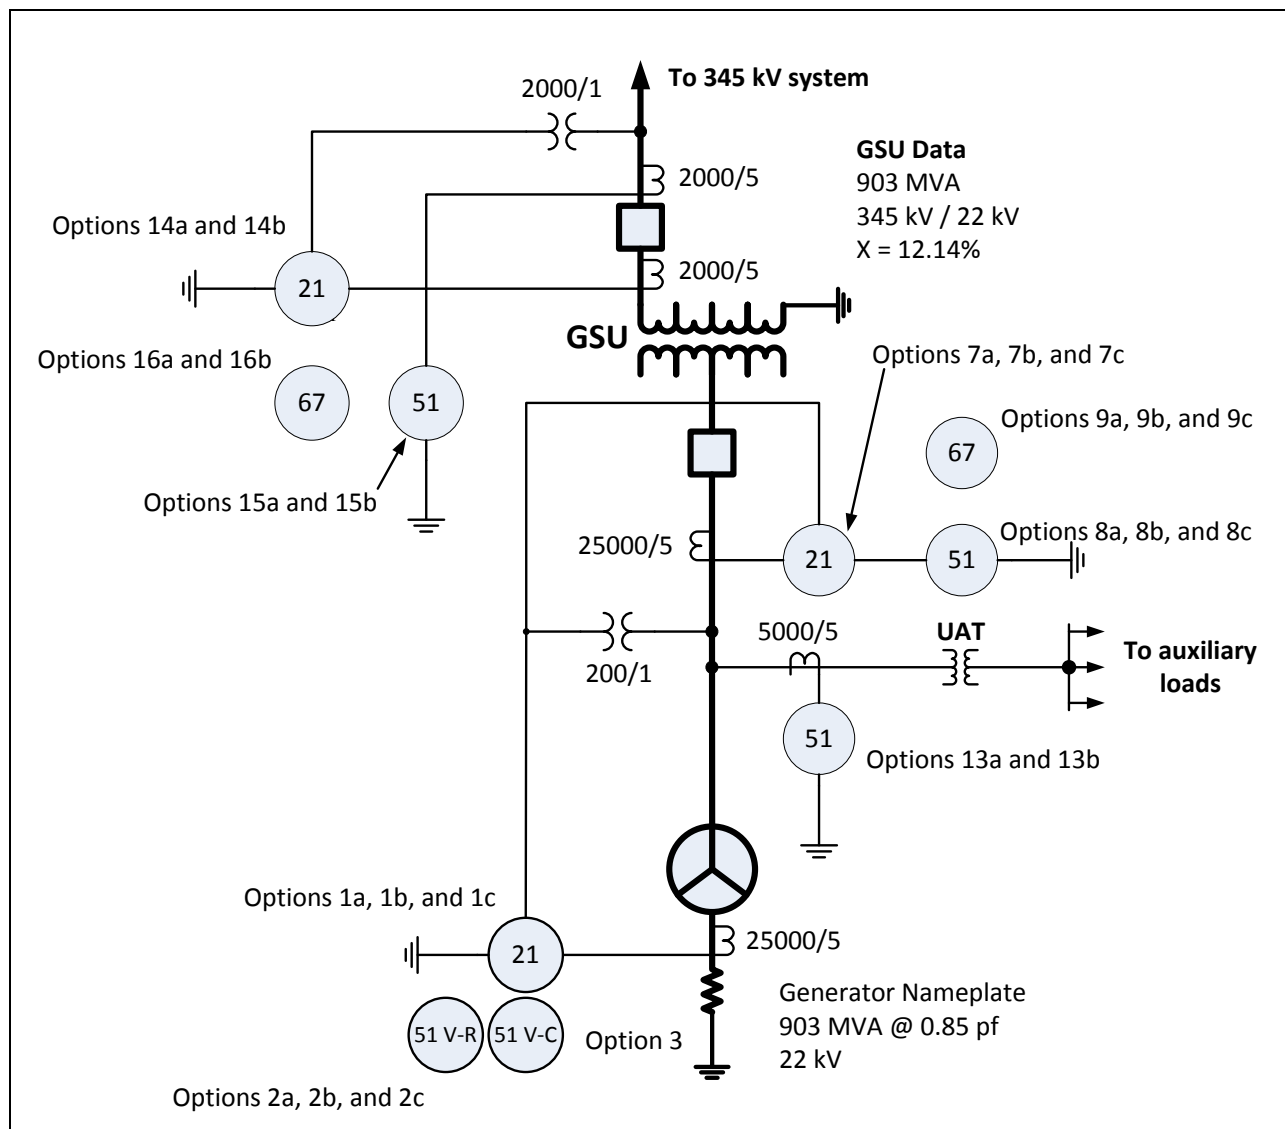 To 345 kV system
2000/1
GSU Data
903 MVA
345 kV / 22 kV
X = 12.14%
2000/5
Options 14a and 14b
21
2000/5
GSU
Options 16a and 16b
67
51
Options 7a, 7b, and 7c
Options 9a, 9b, and 9c
67
Options 15a and 15b
25000/5
21
51
Options 8a, 8b, and 8c
200/1
5000/5
UAT
To auxiliary
loads
51
Options 13a and 13b
Options 1a, 1b, and 1c
21
25000/5
51 V-R
51 V-C
Option 3
Generator Nameplate
903 MVA @ 0.85 pf
22 kV
Options 2a, 2b, and 2c